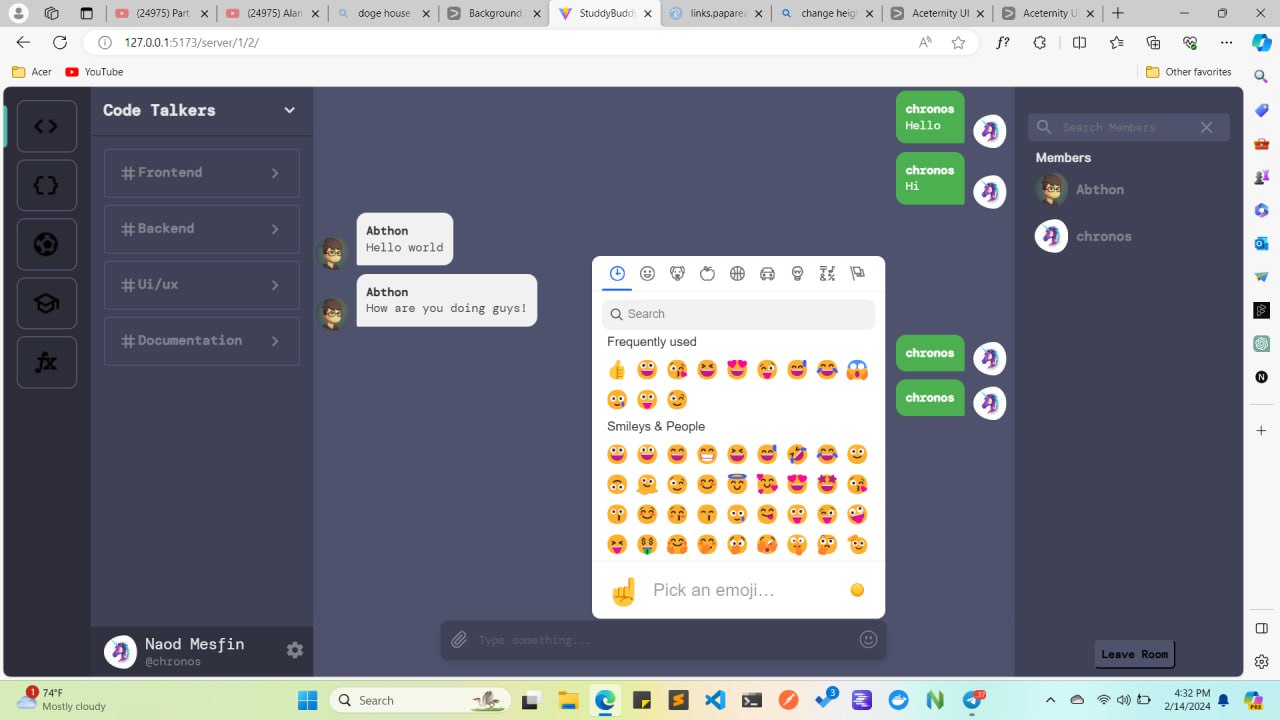 (24975) Part
(24975) Alan
doge house
Background
StuddyBuddy
links.paparea
change heigl
Aceternity UI
Aceternity UI
127.0.0.1:5173/server/1/2/
Acer
YouTube
Other favorites
Code Talkers
#Frontend
#Backend
#Ui/ux
#Documentation
Naod Mesfin
@chronos
chronos
Hello
chronos
Hi
Abthon
Hello world
Abthon
How are you doing guys!
chronos
chronos
Search
Frequently used
Smileys & People
Pick an emoji…
Type something...
Search Members
Members
Abthon
chronos
Leave Room
1
74°F
Mostly cloudy
Search
3
37
4:32 PM
2/14/2024